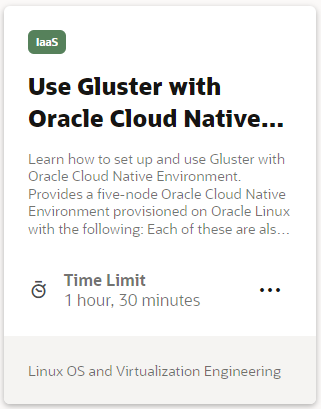 IaaS
Use Gluster with
Oracle Cloud Native...
Learn how to set up and use Gluster with
Oracle Cloud Native Environment.
Provides a five-node Oracle Cloud Native
Environment provisioned on Oracle Linux
with the following: Each of these are als...
Time Limit
1 hour, 30 minutes
Linux OS and Virtualization Engineering